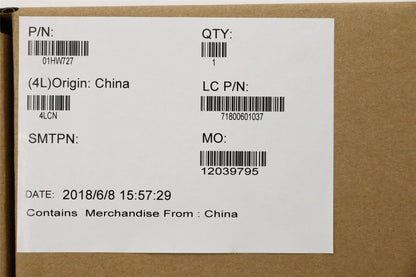 P/N:
01HW727
QTY:
1
(4L)Origin: China
4LCN
LC P/N:
71800601037
SMTPN:
MO:
12039795
DATE: 2018/6/8 15:57:29
Contains Merchandise From : China